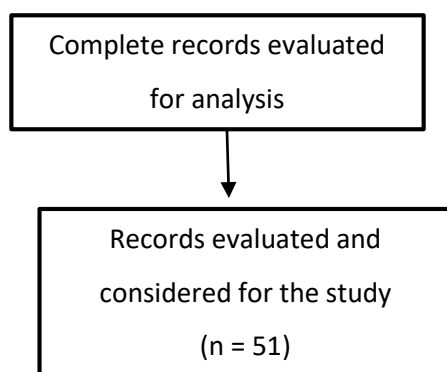 Complete records evaluated
for analysis
Records evaluated and
considered for the study
(n = 51)